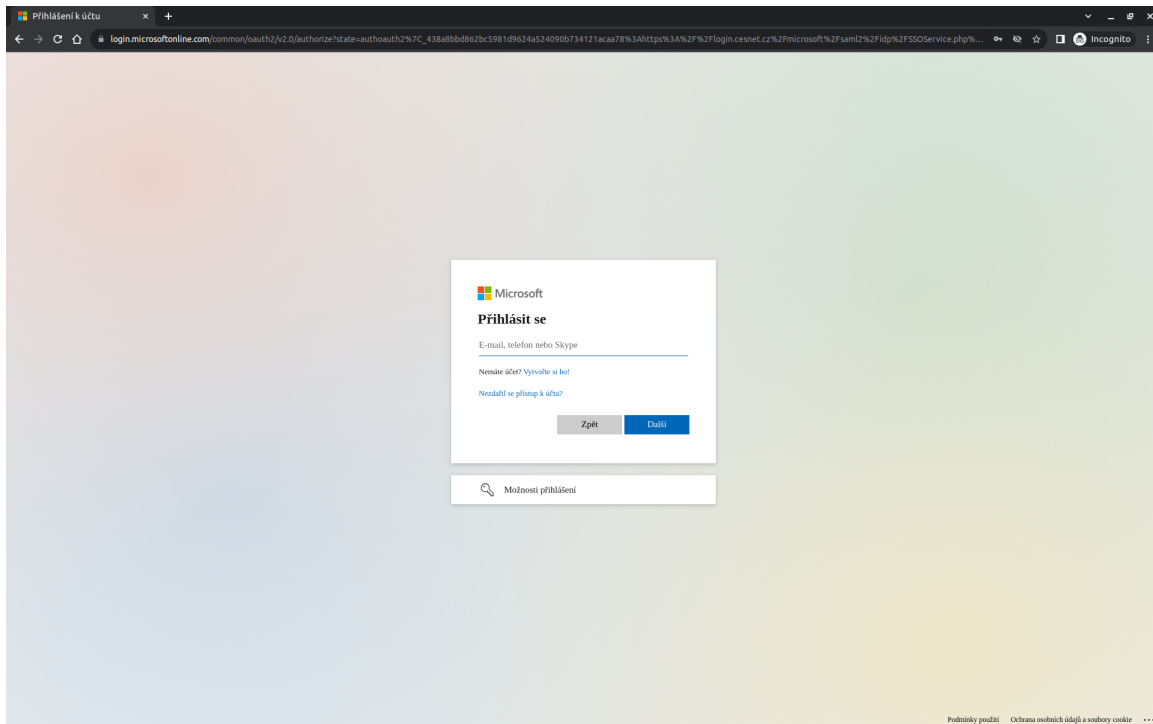 Přihlášení k účtu
login.microsoftonline.com/common/oauth2/v2.0/authorize?state=authoauth2%7C_438a8bbd862bc5981d9624a524090b734121acaa78%3Ahttps%3A%2F%2Flogin.cesnet.cz%2Fmicrosoft%2Fsaml2%2Fidp%2FSSOService.php%...
Incognito
Microsoft
Přihlásit se
E-mail, telefon nebo Skype
Nemáte účet? Vytvořte si ho!
Nezdařil se přístup k účtu?
Zpět
Další
Možnosti přihlášení
Podmínky použití
Ochrana osobních údajů a soubory cookie